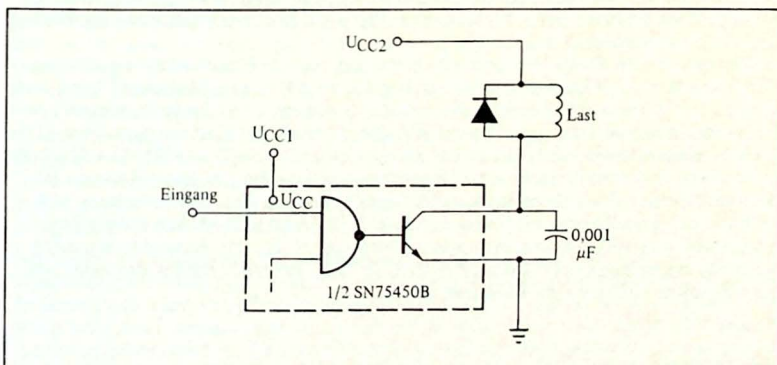 UCC2
Last
UCC1
Eingang
UCC
0,001
µF
1/2 SN75450B